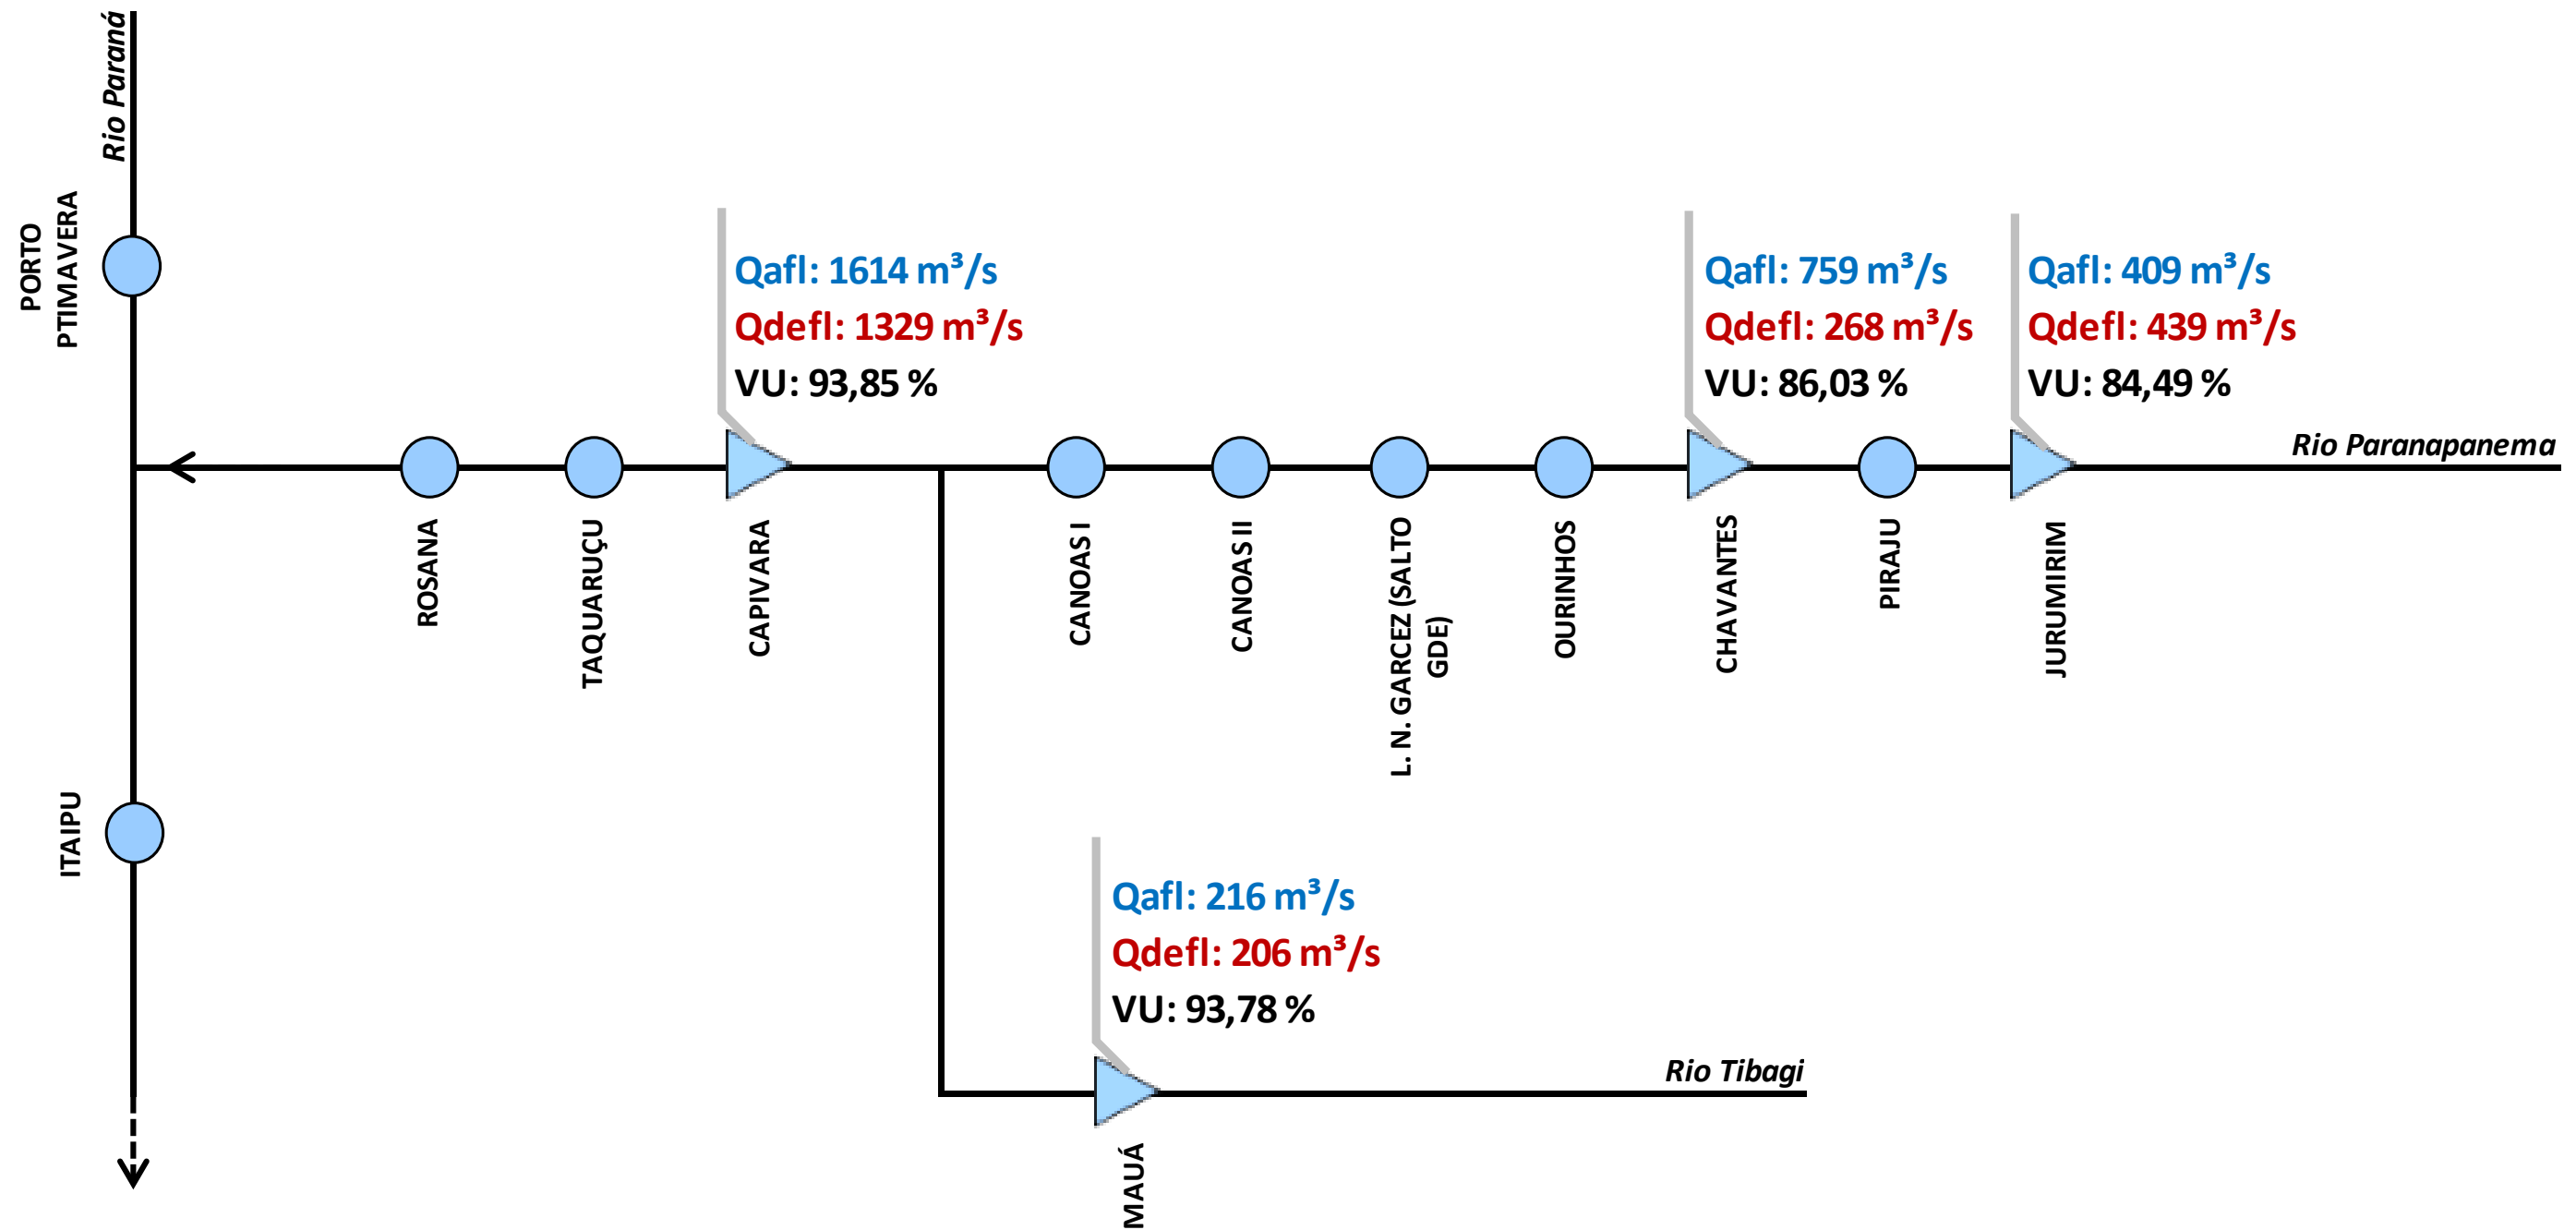 Rio Paraná
PORTO
PTIMAVERA
Qafl: 1614 m³/s
Qdefl: 1329 m³/s
VU: 93,85 %
Qafl: 759 m³/s
Qdefl: 268 m³/s
VU: 86,03 %
Qafl: 409 m³/s
Qdefl: 439 m³/s
VU: 84,49 %
Rio Paranapanema
ROSANA
TAQUARUÇU
CAPIVARA
CANOAS I
CANOAS II
L. N. GARCEZ (SALTO
GDE)
OURINHOS
CHAVANTES
PIRAJU
JURUMIRIM
ITAIPU
Qafl: 216 m³/s
Qdefl: 206 m³/s
VU: 93,78 %
Rio Tibagi
MAUÁ